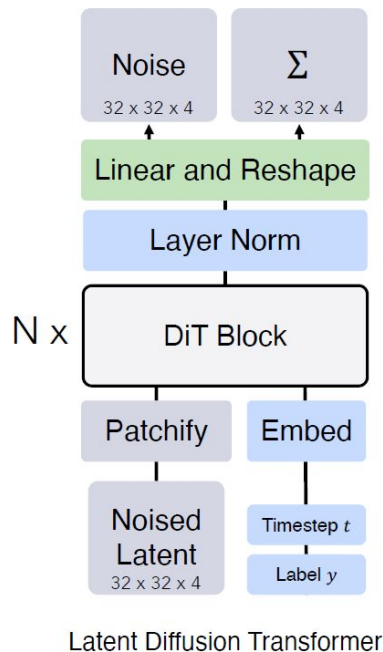 Noise
32 x 32 x 4
Σ
32 x 32 x 4
Linear and Reshape
Layer Norm
N x
DiT Block
Patchify
Embed
Noised
Latent
32 x 32 x 4
Timestep t
Label y
Latent Diffusion Transformer